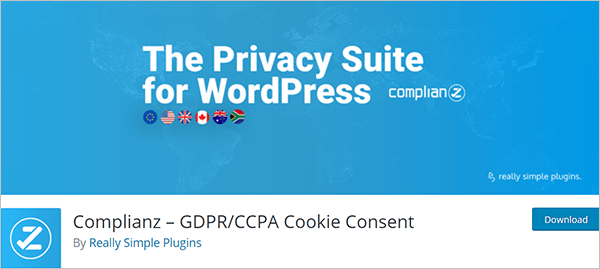 The Privacy Suite
for WordPress
complianz
really simple plugins.
Complianz – GDPR/CCPA Cookie Consent
Download
By Really Simple Plugins